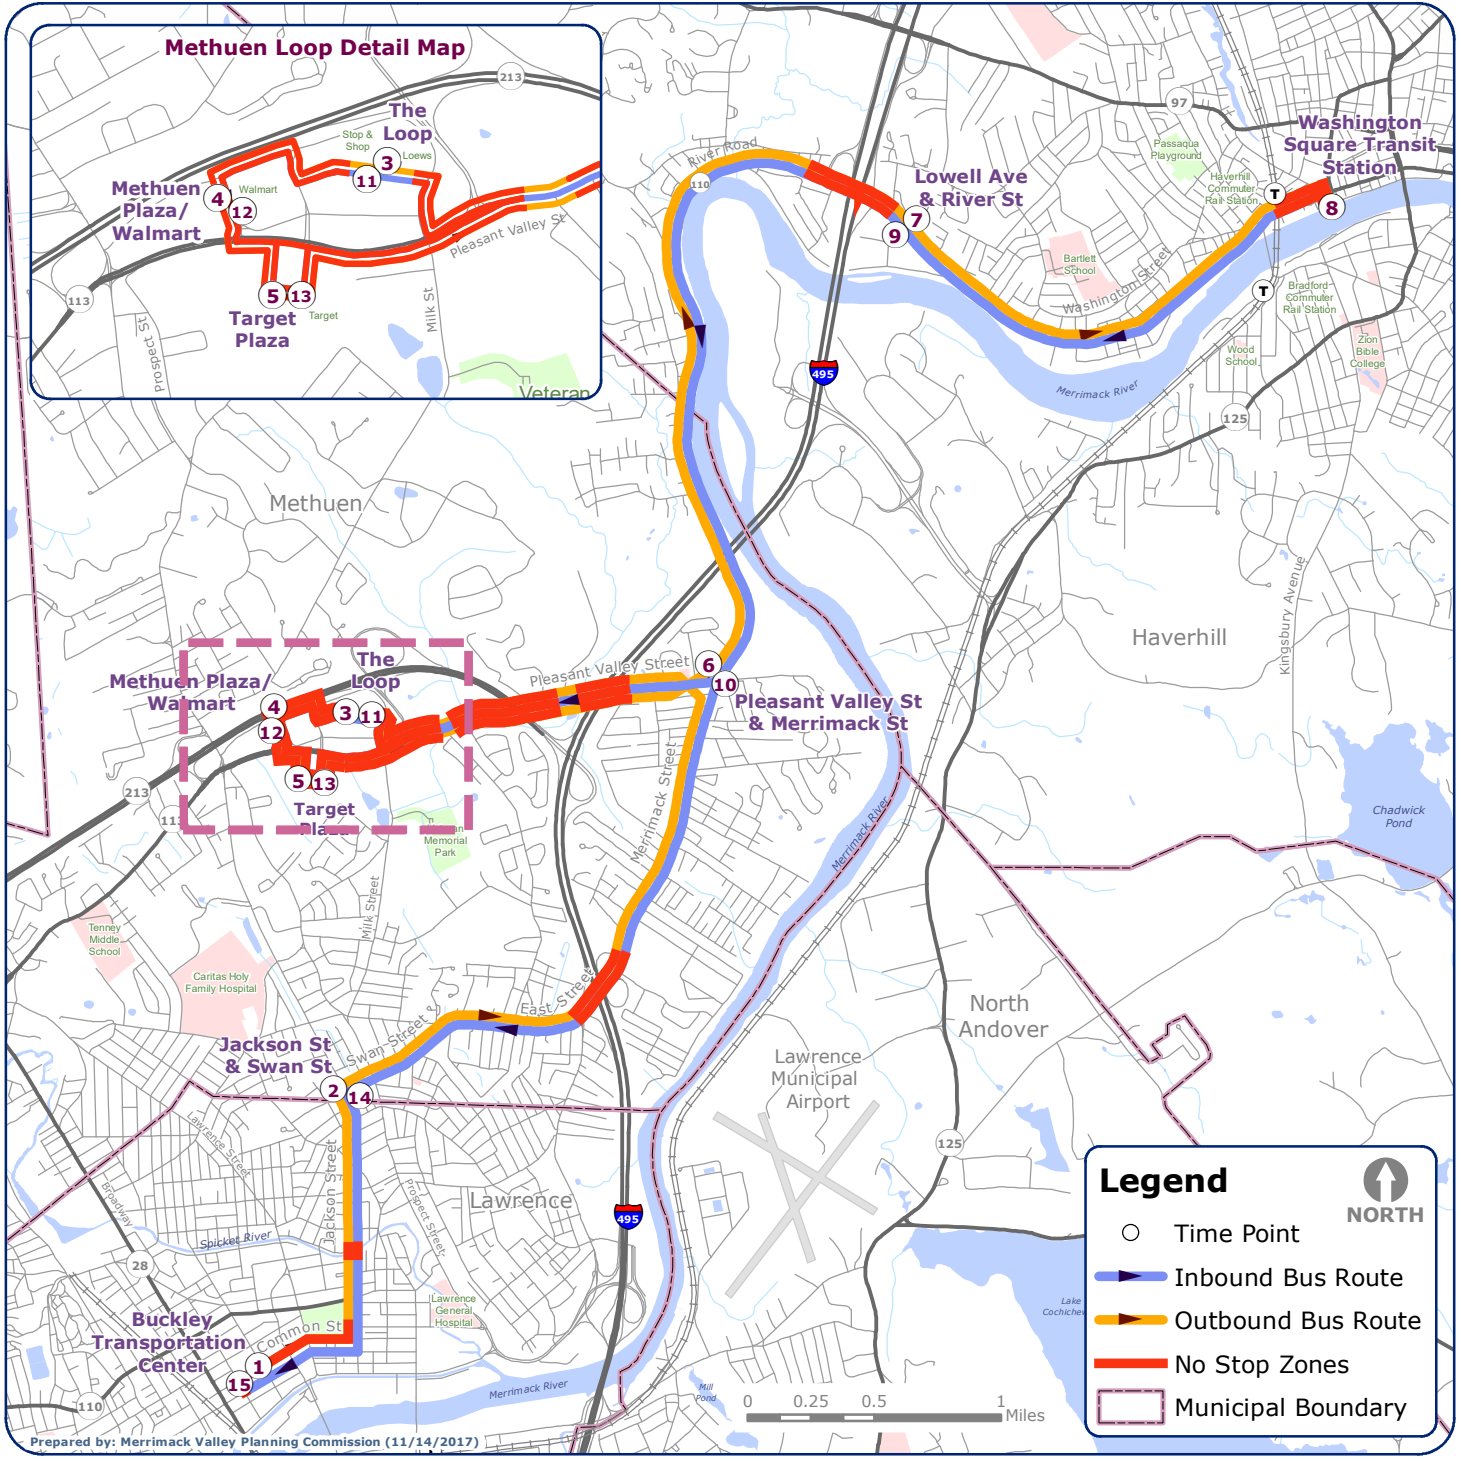 Methuen Loop Detail Map
213
The
Loop
Stop &
Shop
Loews
3
11
Methuen
Plaza/
Walmart
Walmart
4
12
Pleasant Valley St
113
5
13
Target
Target
Plaza
Prospect St
Milk St
Veteran
River Road
110
97
Passaqua
Playground
Washington
Square Transit
Station
Haverhill
Commuter
Rail Station
T
8
Lowell Ave
& River St
7
9
Bartlett
School
Washington Street
T
Bradford
Commuter
Rail Station
Wood
School
Zion
Bible
College
495
Merrimack River
125
Methuen
Haverhill
Kingsbury Avenue
The
Loop
Methuen Plaza/
Walmart
4
3
11
12
5
13
Target
Plaza
213
113
Pleasant Valley Street
6
10
Pleasant Valley St
& Merrimack St
Merrimack Street
Memorial
Park
Merrimack River
Chadwick
Pond
Milk Street
Tenney
Middle
School
Caritas Holy
Family Hospital
North
Andover
East Street
Swan Street
Jackson St
& Swan St
2
14
Lawrence
Municipal
Airport
125
Lawrence Street
Broadway
Jackson Street
Prospect Street
Lawrence
495
Spicket River
28
Lawrence
General
Hospital
Buckley
Transportation
Center
Common St
1
15
110
Merrimack River
Mill
Pond
Lake
0 0.25 0.5 1
Miles
Legend
NORTH
Time Point
Inbound Bus Route
Outbound Bus Route
No Stop Zones
Municipal Boundary
Prepared by: Merrimack Valley Planning Commission (11/14/2017)